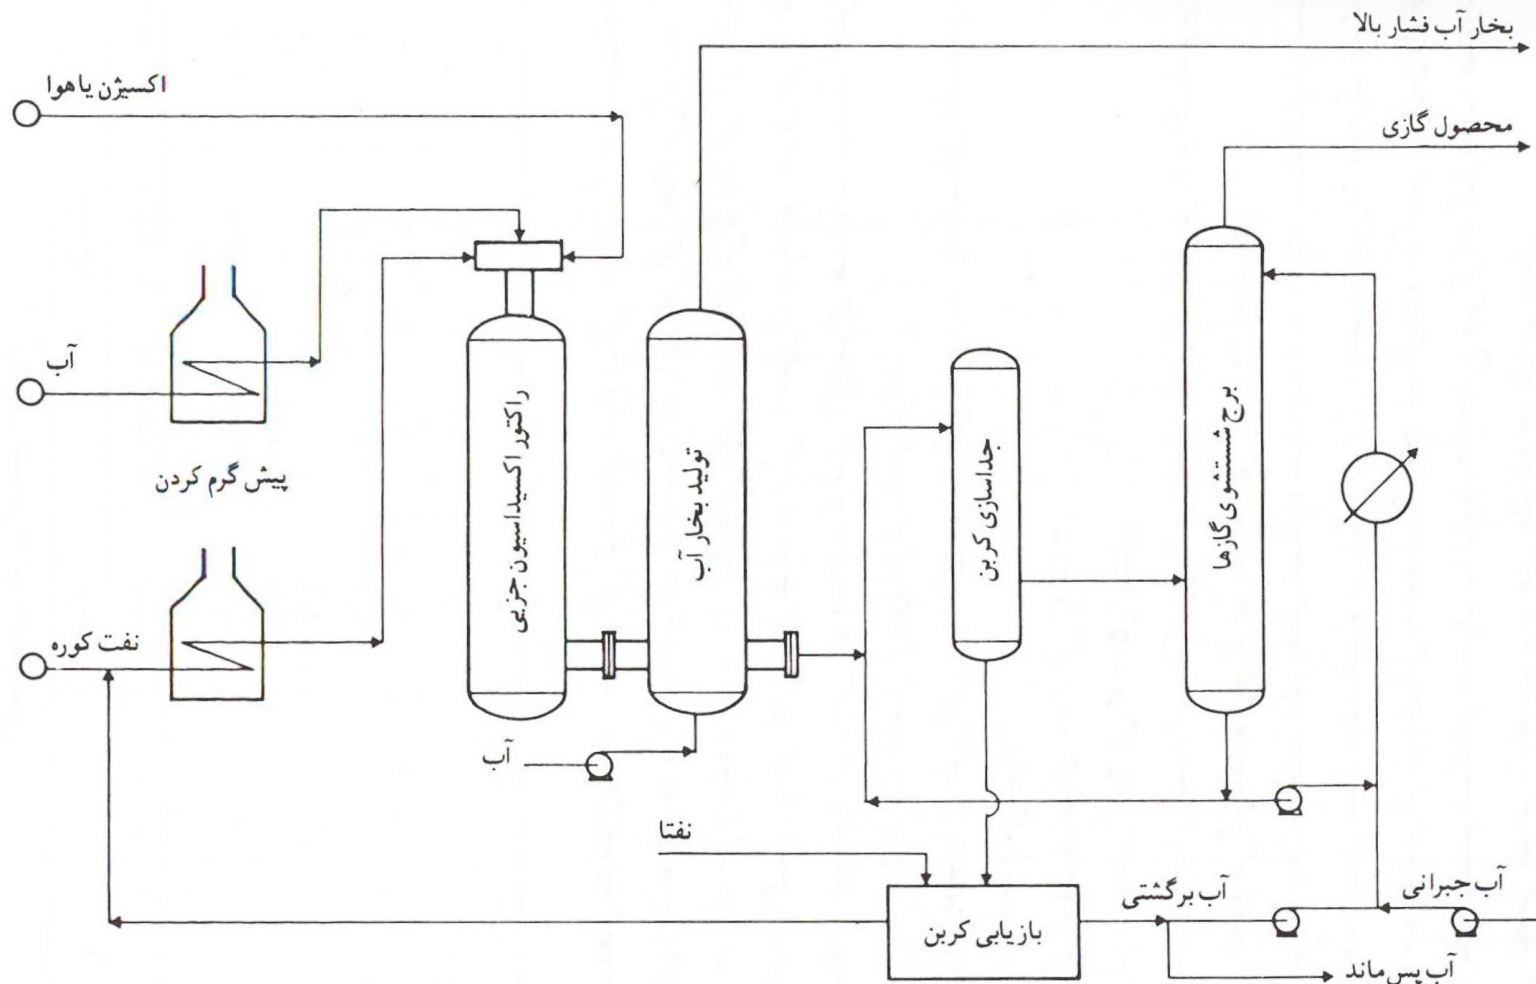 بخار آب فشار بالا
اکسیژن یا هوا
محصول گازی
آب
پیش گرم کردن
راکتور اکسیداسیون جزیی
تولید بخار آب
جداسازی کربن
برج شستشوی گازها
نفت کوره
آب
نفتا
بازیابی کربن
آب برگشتی
آب جبرانی
آب پس ماند